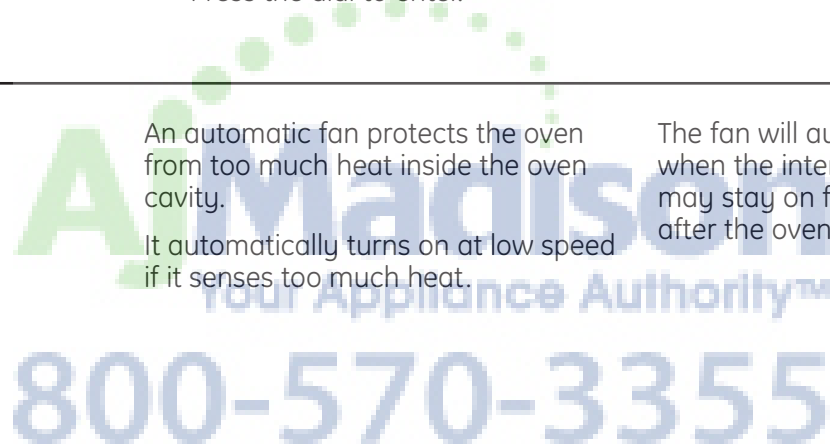 Press the dial to enter.
An automatic fan protects the oven
from too much heat inside the oven
cavity.
It automatically turns on at low speed
if it senses too much heat.
The fan will au
when the inter
may stay on f
after the oven
AjMadison
Your Appliance Authority™
800-570-3355